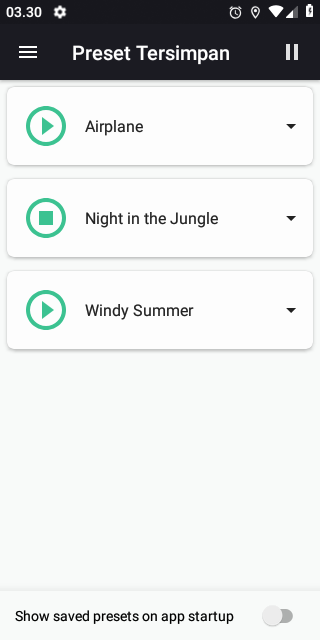 03.30
Preset Tersimpan
Airplane
Night in the Jungle
Windy Summer
Show saved presets on app startup